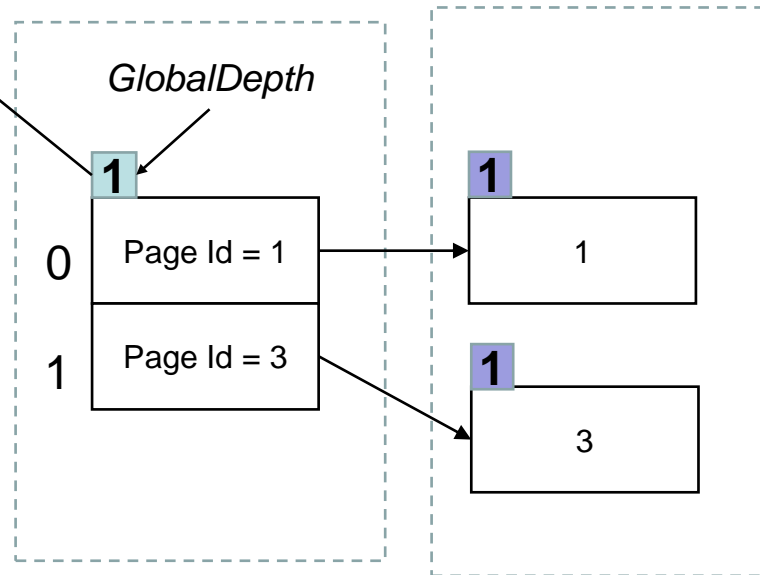 GlobalDepth
1
1
0
Page Id = 1
1
1
Page Id = 3
1
3